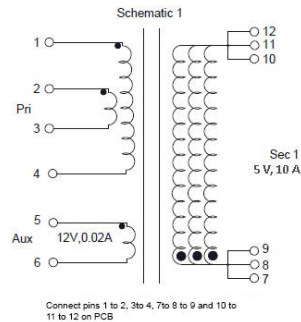 Schematic 1
1
2
Pri
3
4
5
Aux
12V,0.02A
6
12
11
10
Sec 1
5 V, 10 A
9
8
7
Connect pins 1 to 2, 3to 4, 7to 8 to 9 and 10 to
11 to 12 on PCB